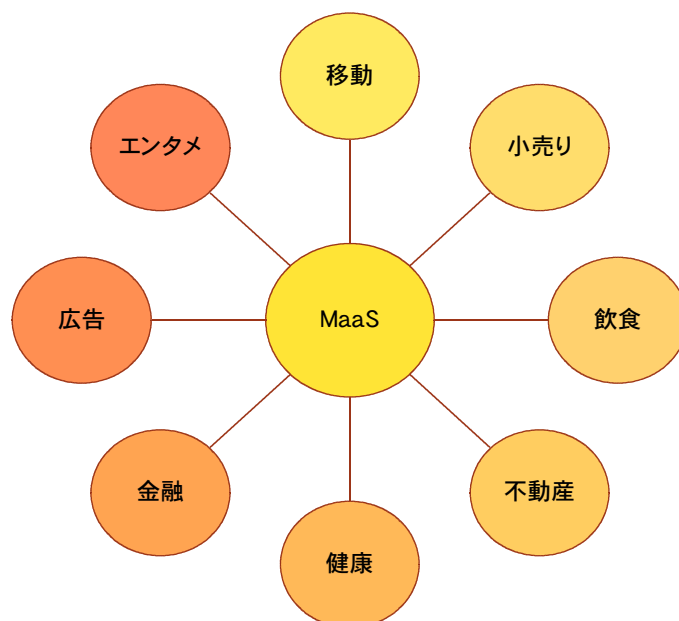 移動
エンタメ
小売り
広告
MaaS
飲食
金融
不動産
健康